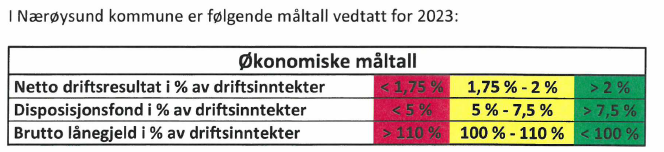 I Nærøysund kommune er følgende måltall vedtatt for 2023:
Økonomiske måltall
Netto driftsresultat i % av driftsinntekter < 1,75 % 1,75 % - 2 % > 2 %
Disposisjonsfond i % av driftsinntekter < 5 % 5 % - 7,5 % > 7,5 %
Brutto lånegjeld i % av driftsinntekter > 110 % 100 % - 110 % < 100 %